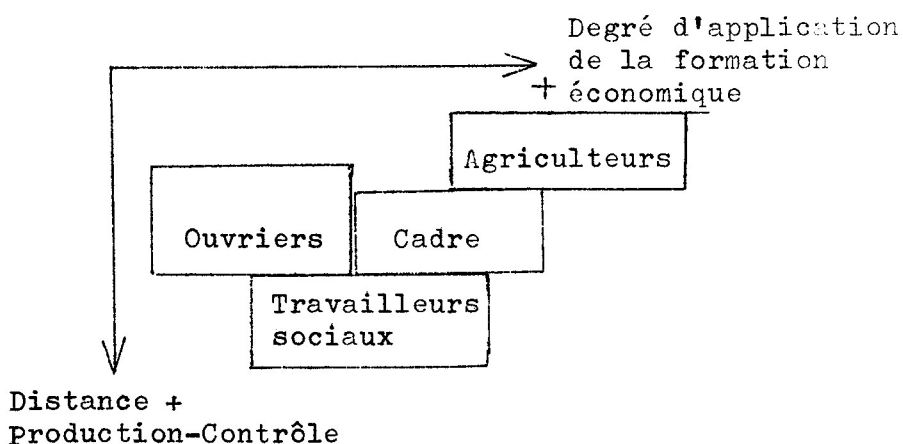 Degré d'application
de la formation
+ économique
Agriculteurs
Ouvriers
Cadre
Travailleurs
sociaux
Distance +
Production-Contrôle